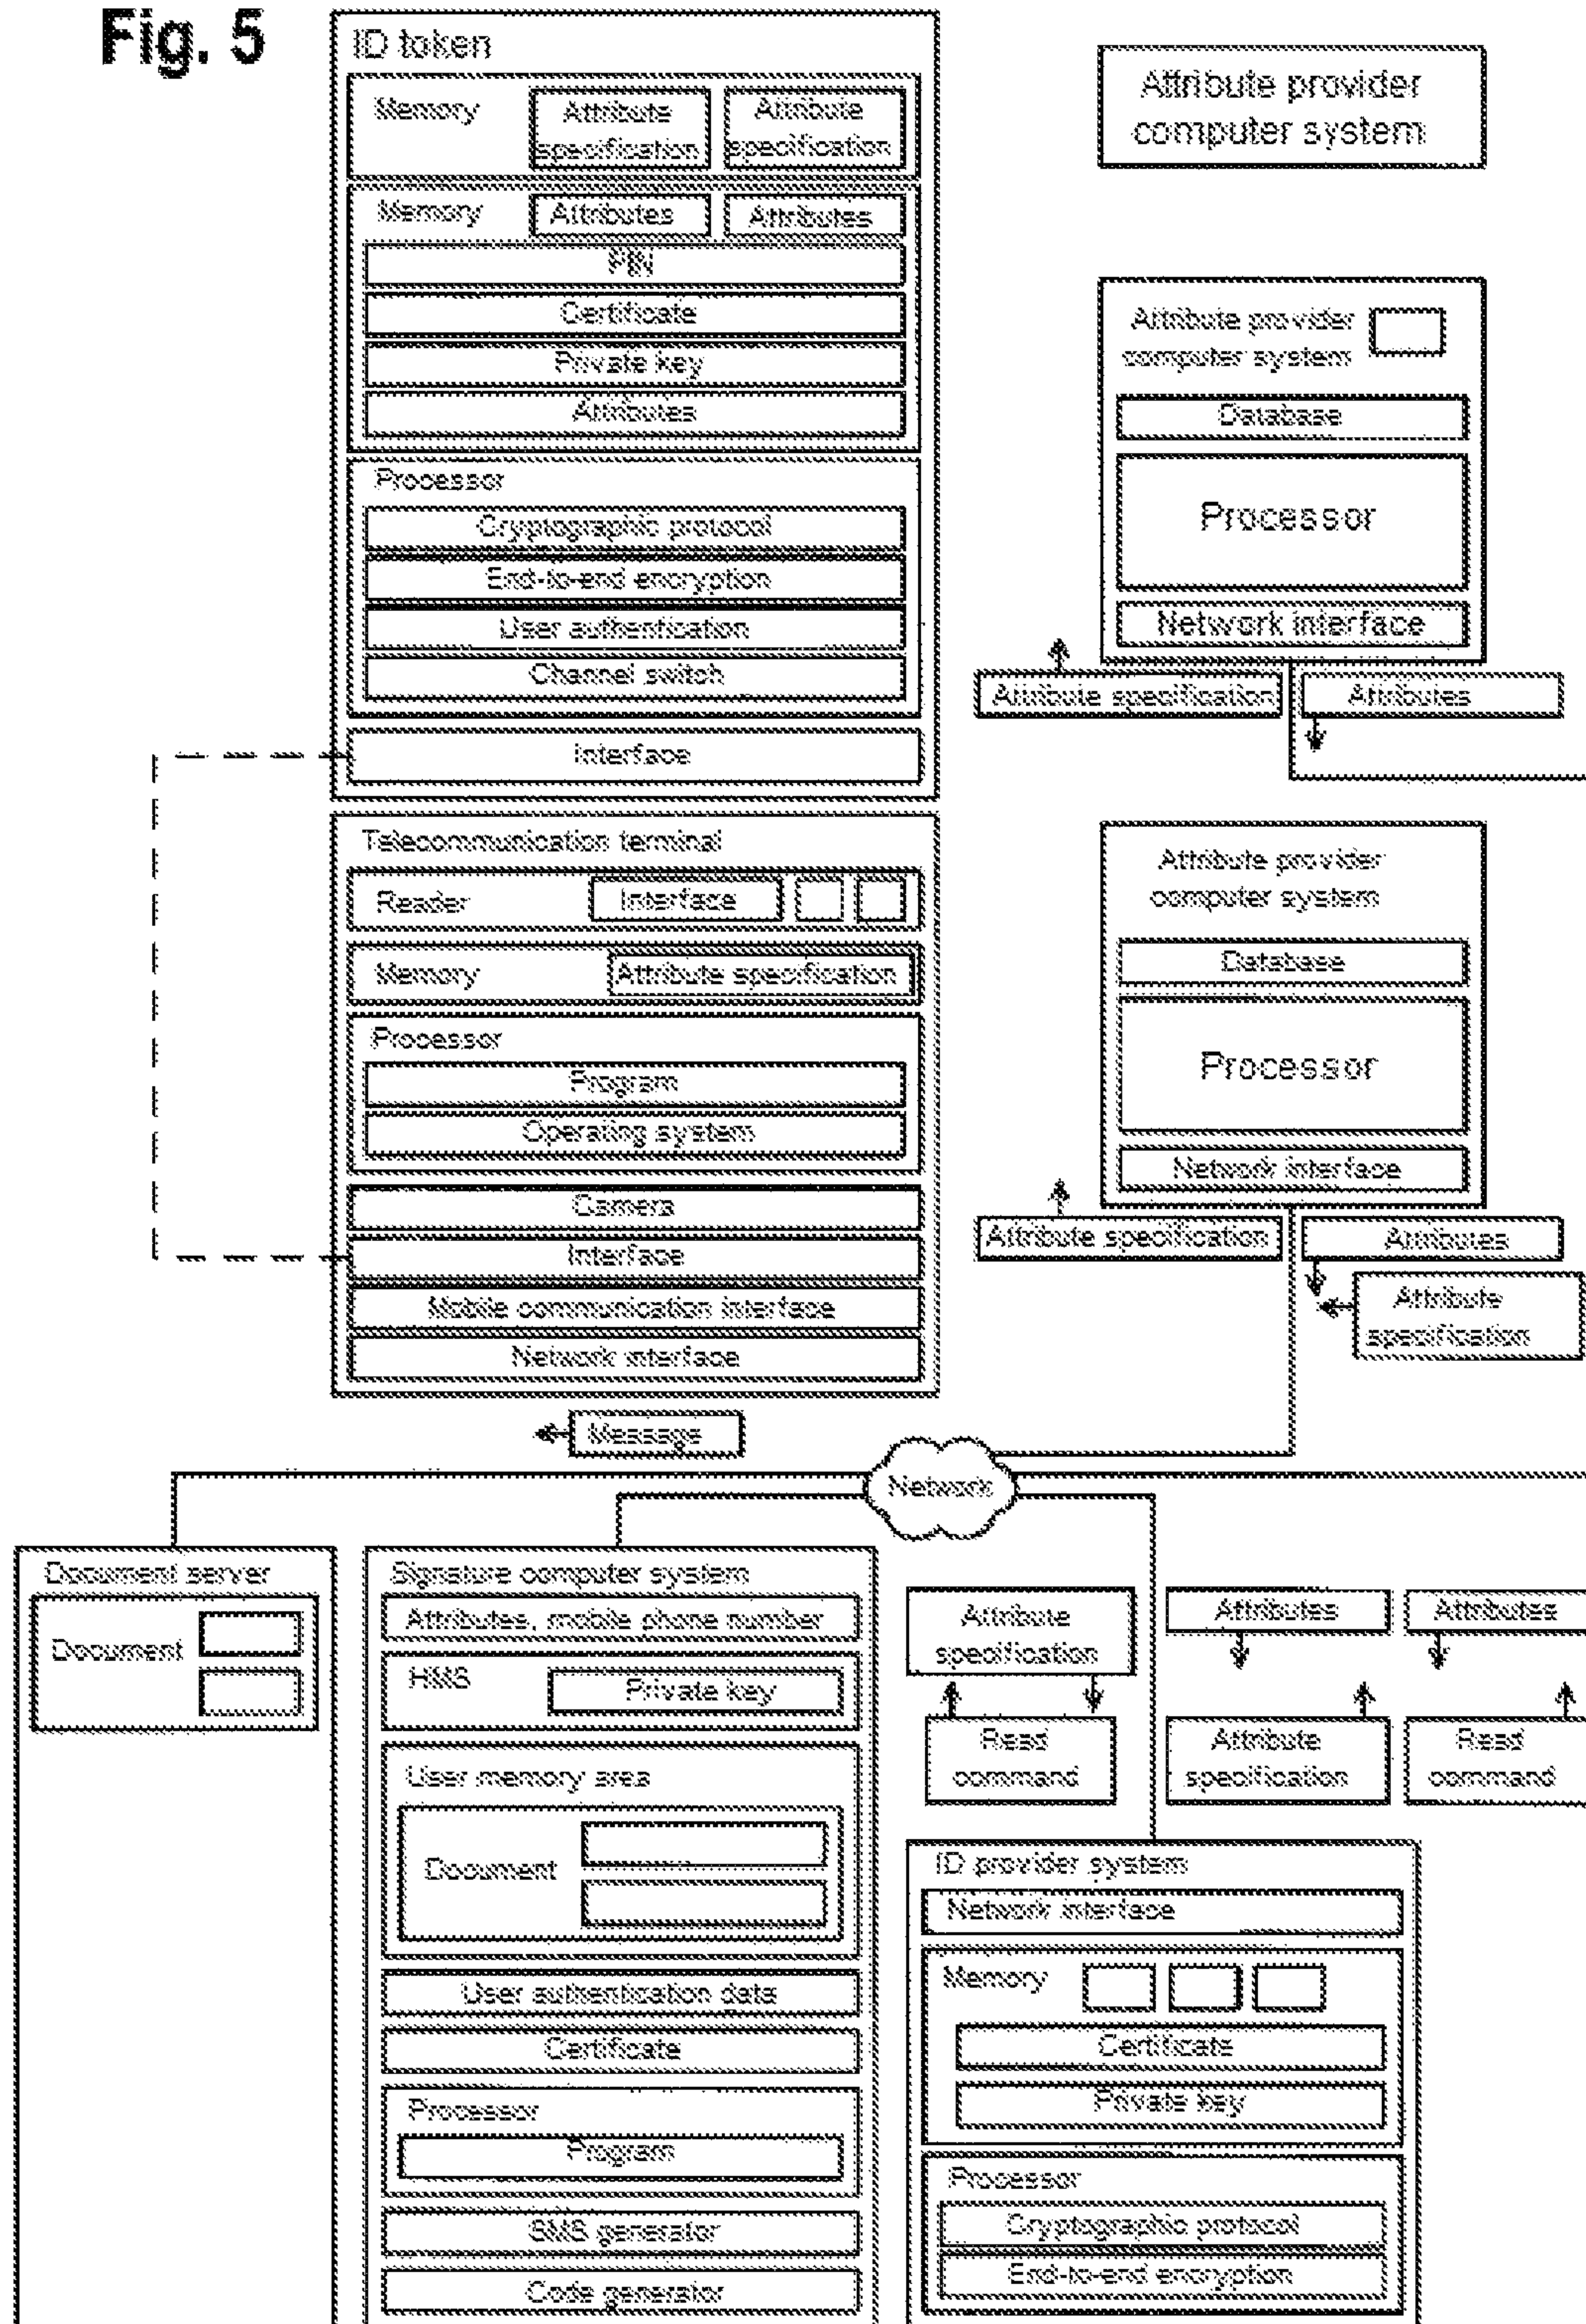 Fig. 5
ID token
Memory
Attribute
specification
Attribute
specification
Memory
Attributes
Attributes
PIN
Certificate
Private key
Attributes
Processor
Cryptographic protocol
End-to-end encryption
User authentication
Channel switch
Interface
Attribute provider
computer system
Attribute provider
computer system
Database
Processor
Network interface
Attribute specification
Attributes
Telecommunication terminal
Reader
Interface
Memory
Attribute specification
Processor
Program
Operating system
Camera
Interface
Mobile communication interface
Network interface
Attribute provider
computer system
Database
Processor
Network interface
Attribute specification
Attributes
Attribute
specification
Message
Network
Document server
Document
Signature computer system
Attributes, mobile phone number
HMS
Private key
User memory area
Document
User authentication data
Certificate
Processor
Program
SMS generator
Code generator
Attribute
specification
Attributes
Attributes
Read
command
Attribute
specification
Read
command
ID provider system
Network interface
Memory
Certificate
Private key
Processor
Cryptographic protocol
End-to-end encryption